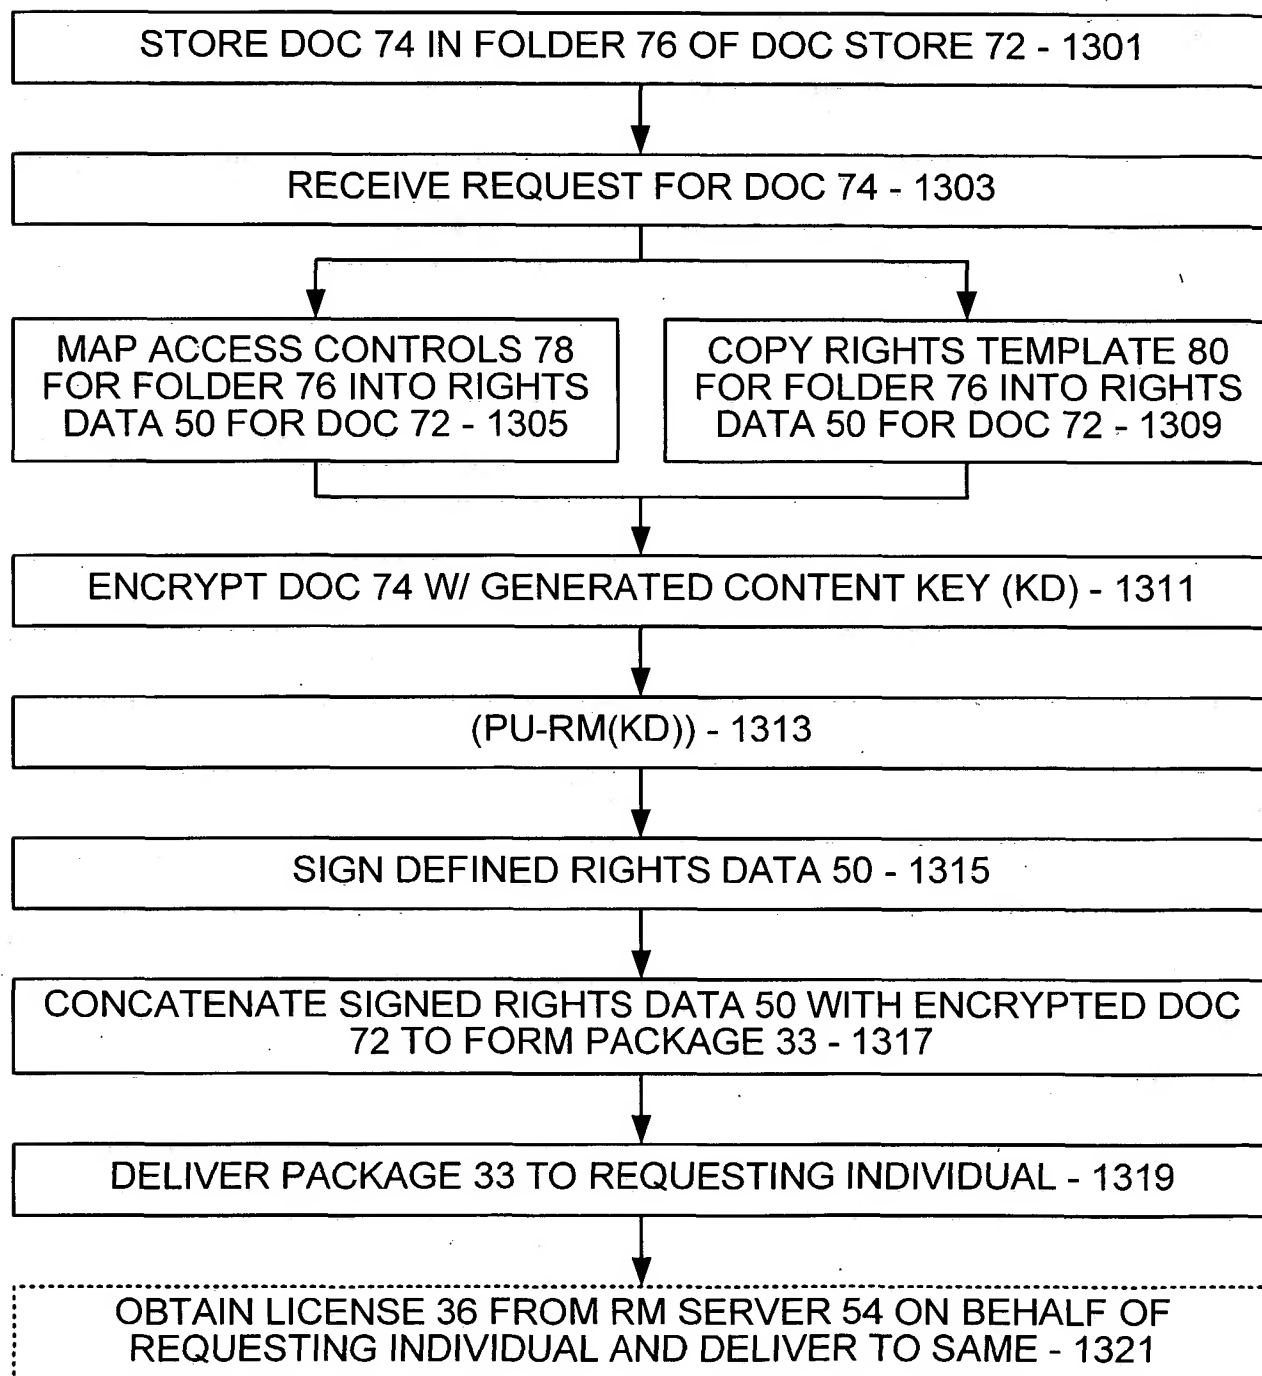 STORE DOC 74 IN FOLDER 76 OF DOC STORE 72 - 1301
RECEIVE REQUEST FOR DOC 74 - 1303
MAP ACCESS CONTROLS 78
FOR FOLDER 76 INTO RIGHTS
DATA 50 FOR DOC 72 - 1305
COPY RIGHTS TEMPLATE 80
FOR FOLDER 76 INTO RIGHTS
DATA 50 FOR DOC 72 - 1309
ENCRYPT DOC 74 W/ GENERATED CONTENT KEY (KD) - 1311
(PU-RM(KD)) - 1313
SIGN DEFINED RIGHTS DATA 50 - 1315
CONCATENATE SIGNED RIGHTS DATA 50 WITH ENCRYPTED DOC
72 TO FORM PACKAGE 33 - 1317
DELIVER PACKAGE 33 TO REQUESTING INDIVIDUAL - 1319
OBTAIN LICENSE 36 FROM RM SERVER 54 ON BEHALF OF
REQUESTING INDIVIDUAL AND DELIVER TO SAME - 1321